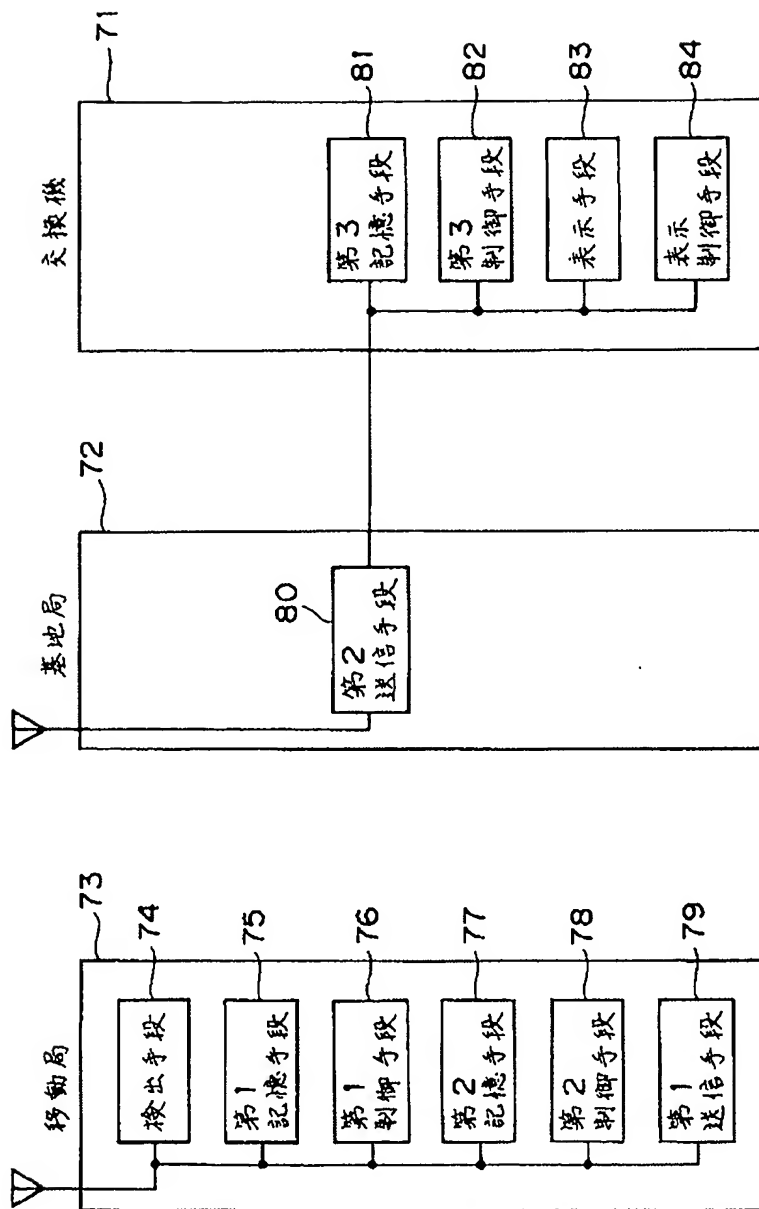 移動局
73
検出手段
74
第1
記憶手段
75
第1
制御手段
76
第2
記憶手段
77
第2
制御手段
78
第1
送信手段
79
基地局
72
第2
送信手段
80
交換機
71
第3
記憶手段
81
第3
制御手段
82
表示手段
83
表示
制御手段
84